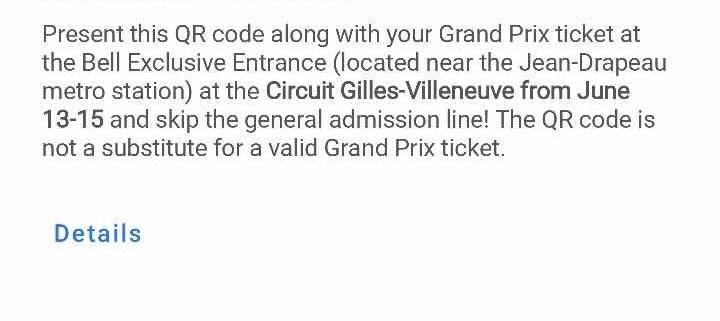 Present this QR code along with your Grand Prix ticket at
the Bell Exclusive Entrance (located near the Jean-Drapeau
metro station) at the Circuit Gilles-Villeneuve from June
13-15 and skip the general admission line! The QR code is
not a substitute for a valid Grand Prix ticket.
Details